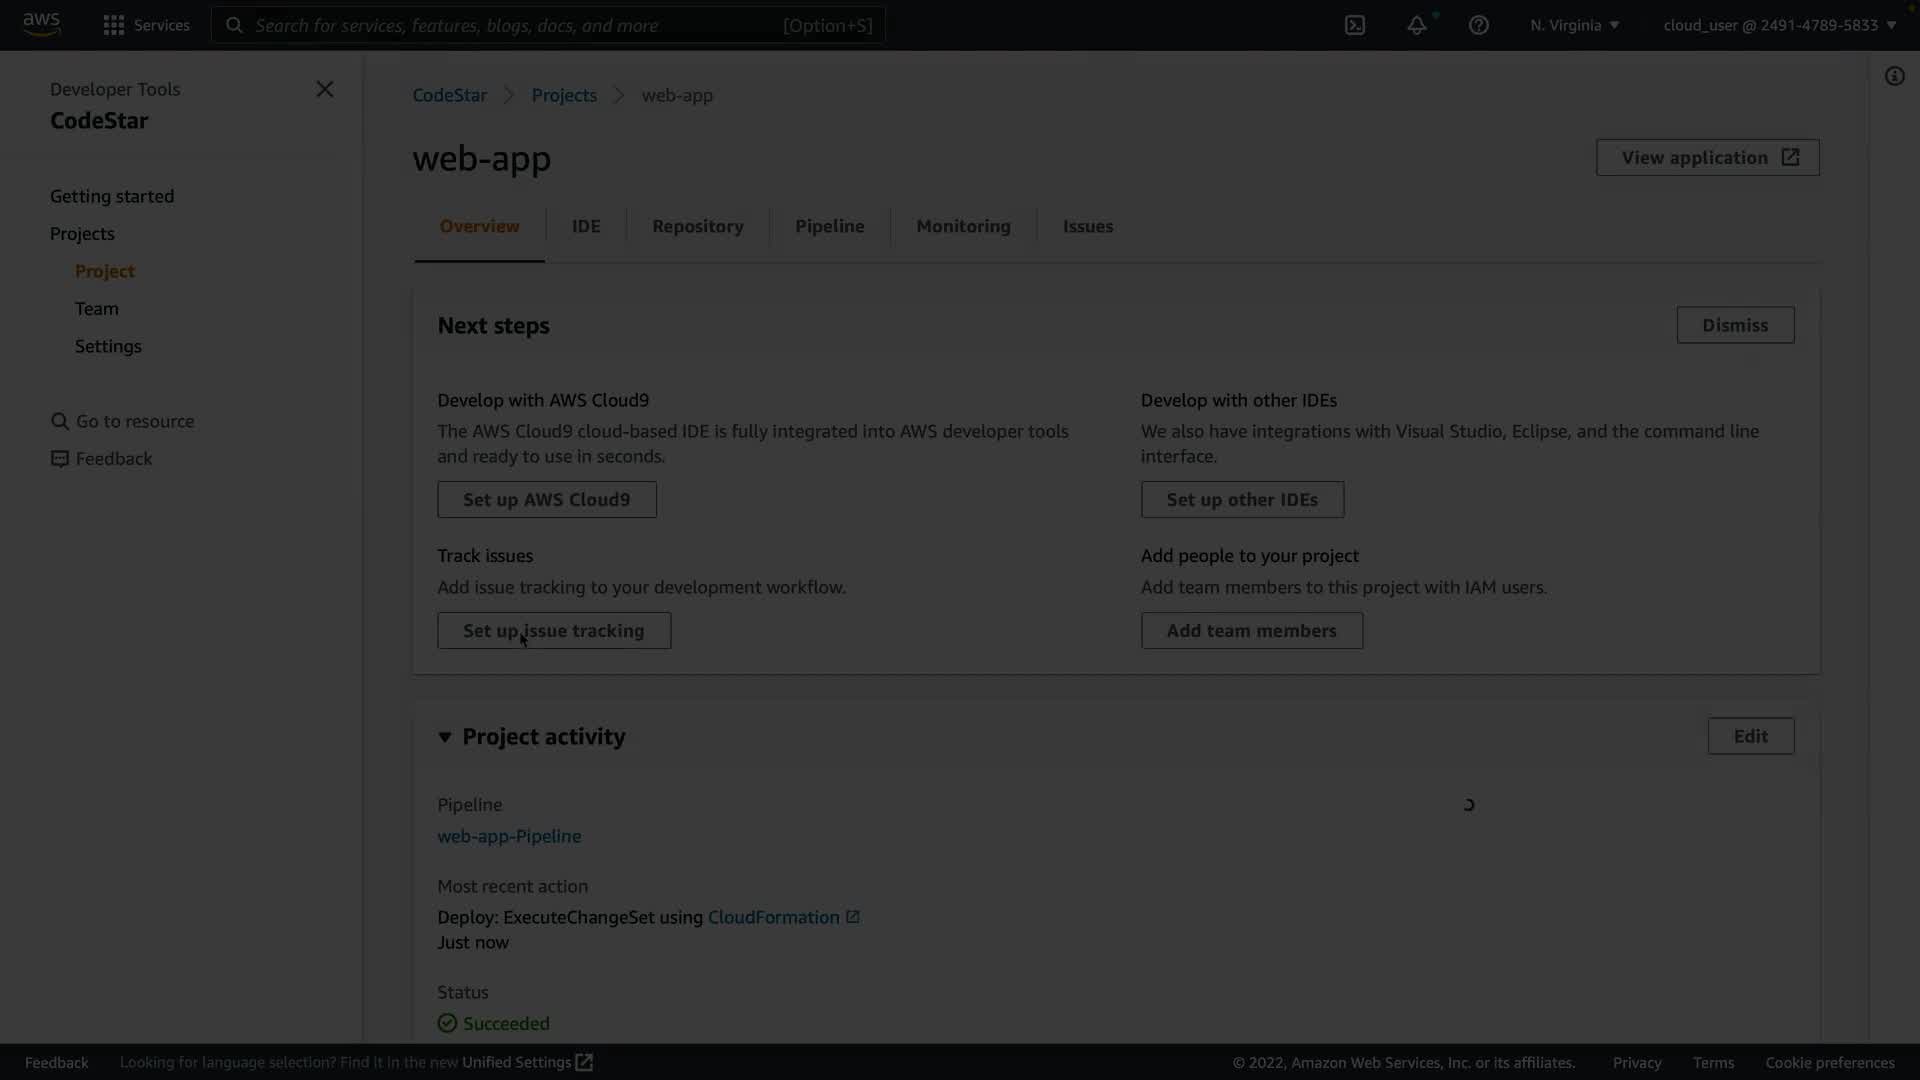 aws
Services
Search for services, features, blogs, docs, and more
[Option+S]
N. Virginia
cloud_user @ 2491-4789-5833
Developer Tools
CodeStar
Getting started
Projects
Project
Team
Settings
Go to resource
Feedback
CodeStar
Projects
web-app
web-app
View application
Overview
IDE
Repository
Pipeline
Monitoring
Issues
Next steps
Dismiss
Develop with AWS Cloud9
The AWS Cloud9 cloud-based IDE is fully integrated into AWS developer tools
and ready to use in seconds.
Set up AWS Cloud9
Develop with other IDEs
We also have integrations with Visual Studio, Eclipse, and the command line
interface.
Set up other IDEs
Track issues
Add issue tracking to your development workflow.
Set up issue tracking
Add people to your project
Add team members to this project with IAM users.
Add team members
Project activity
Edit
Pipeline
web-app-Pipeline
Most recent action
Deploy: ExecuteChangeSet using CloudFormation
Just now
Status
Succeeded
Feedback
Looking for language selection? Find it in the new Unified Settings
© 2022, Amazon Web Services, Inc. or its affiliates.
Privacy
Terms
Cookie preferences